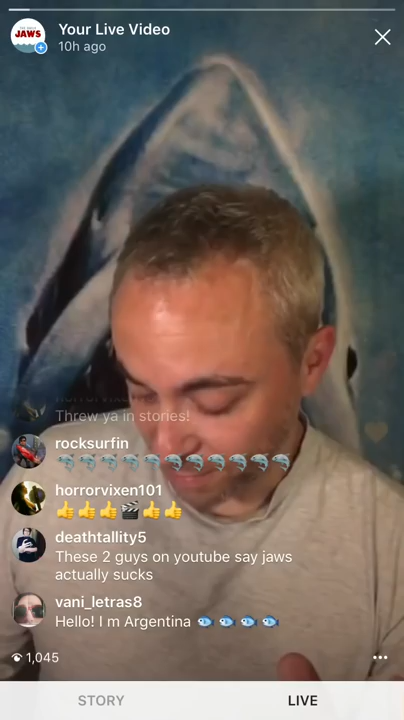 JAWS
Your Live Video
10h ago
Threw ya in stories!
rocksurfin
horrorvixen101
deathtallity5
These 2 guys on youtube say jaws
actually sucks
vani_letras8
Hello! I m Argentina
1,045
STORY
LIVE